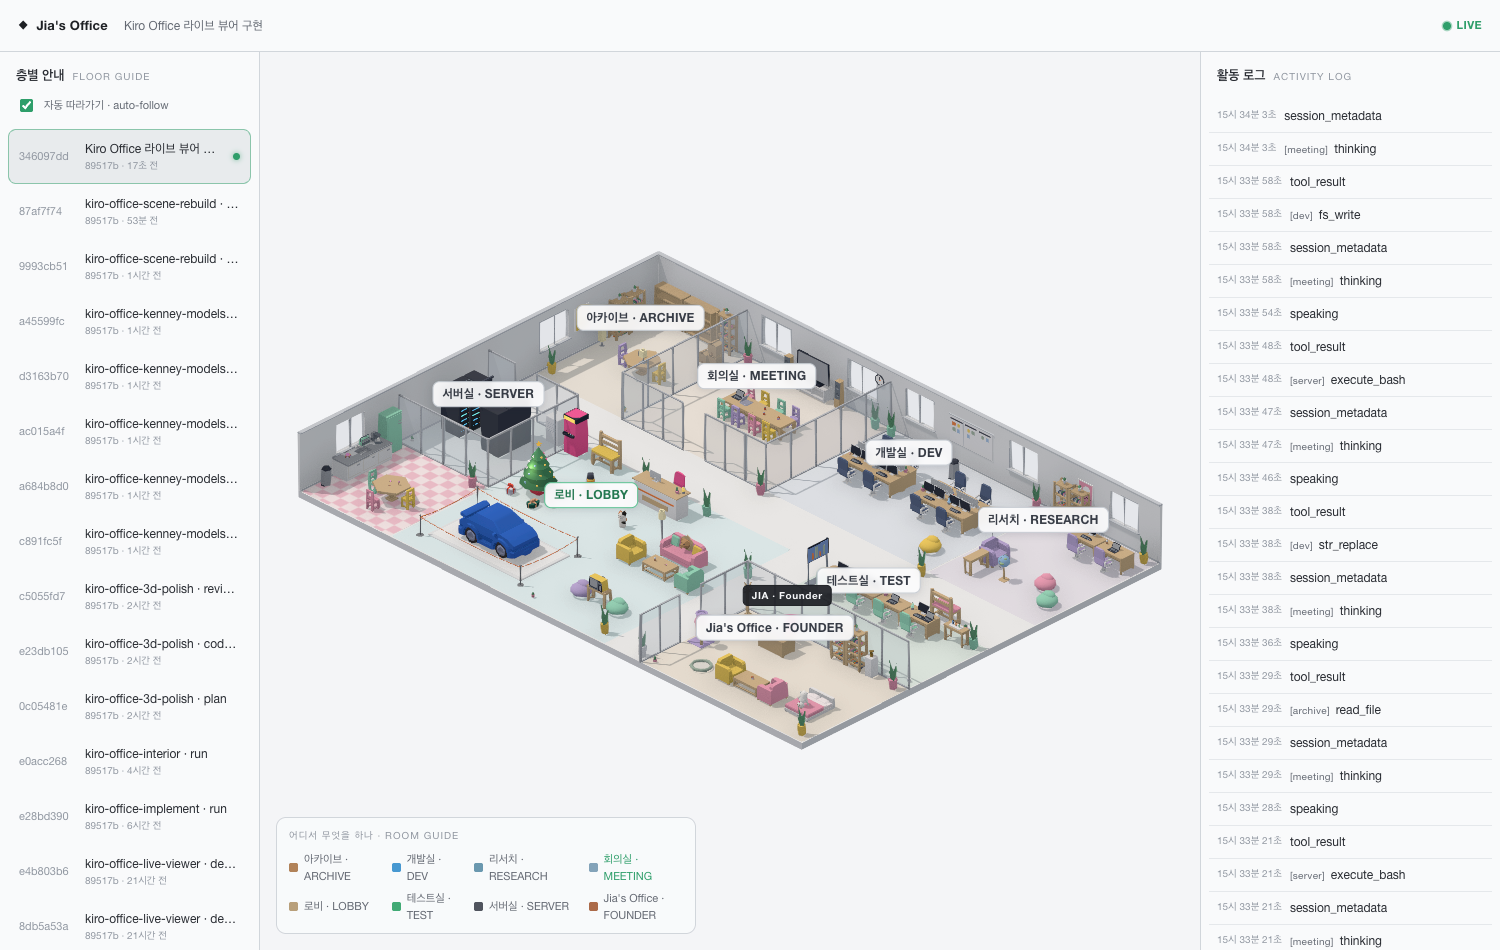 ◆ Jia's Office Kiro Office 라이브 뷰어 구현
LIVE
층별 안내 FLOOR GUIDE
자동 따라가기 · auto-follow
346097dd Kiro Office 라이브 뷰어 …
89517b · 17초 전
87af7f74 kiro-office-scene-rebuild · …
89517b · 53분 전
9993cb51 kiro-office-scene-rebuild · …
89517b · 1시간 전
a45599fc kiro-office-kenney-models…
89517b · 1시간 전
d3163b70 kiro-office-kenney-models…
89517b · 1시간 전
ac015a4f kiro-office-kenney-models…
89517b · 1시간 전
a684b8d0 kiro-office-kenney-models…
89517b · 1시간 전
c891fc5f kiro-office-kenney-models…
89517b · 1시간 전
c5055fd7 kiro-office-3d-polish · revi…
89517b · 2시간 전
e23db105 kiro-office-3d-polish · cod…
89517b · 2시간 전
0c05481e kiro-office-3d-polish · plan
89517b · 2시간 전
e0acc268 kiro-office-interior · run
89517b · 4시간 전
e28bd390 kiro-office-implement · run
89517b · 6시간 전
e4b803b6 kiro-office-live-viewer · de…
89517b · 21시간 전
8db5a53a kiro-office-live-viewer · de…
89517b · 21시간 전
아카이브 · ARCHIVE
회의실 · MEETING
서버실 · SERVER
개발실 · DEV
로비 · LOBBY
리서치 · RESEARCH
테스트실 · TEST
JIA · Founder
Jia's Office · FOUNDER
어디서 무엇을 하나 · ROOM GUIDE
아카이브 ·
ARCHIVE
개발실 ·
DEV
리서치 ·
RESEARCH
회의실 ·
MEETING
로비 · LOBBY
테스트실 ·
TEST
서버실 · SERVER
Jia's Office ·
FOUNDER
활동 로그 ACTIVITY LOG
15시 34분 3초 session_metadata
15시 34분 3초 [meeting] thinking
15시 33분 58초 tool_result
15시 33분 58초 [dev] fs_write
15시 33분 58초 session_metadata
15시 33분 58초 [meeting] thinking
15시 33분 54초 speaking
15시 33분 48초 tool_result
15시 33분 48초 [server] execute_bash
15시 33분 47초 session_metadata
15시 33분 47초 [meeting] thinking
15시 33분 46초 speaking
15시 33분 38초 tool_result
15시 33분 38초 [dev] str_replace
15시 33분 38초 session_metadata
15시 33분 38초 [meeting] thinking
15시 33분 36초 speaking
15시 33분 29초 tool_result
15시 33분 29초 [archive] read_file
15시 33분 29초 session_metadata
15시 33분 29초 [meeting] thinking
15시 33분 28초 speaking
15시 33분 21초 tool_result
15시 33분 21초 [server] execute_bash
15시 33분 21초 session_metadata
15시 33분 21초 [meeting] thinking